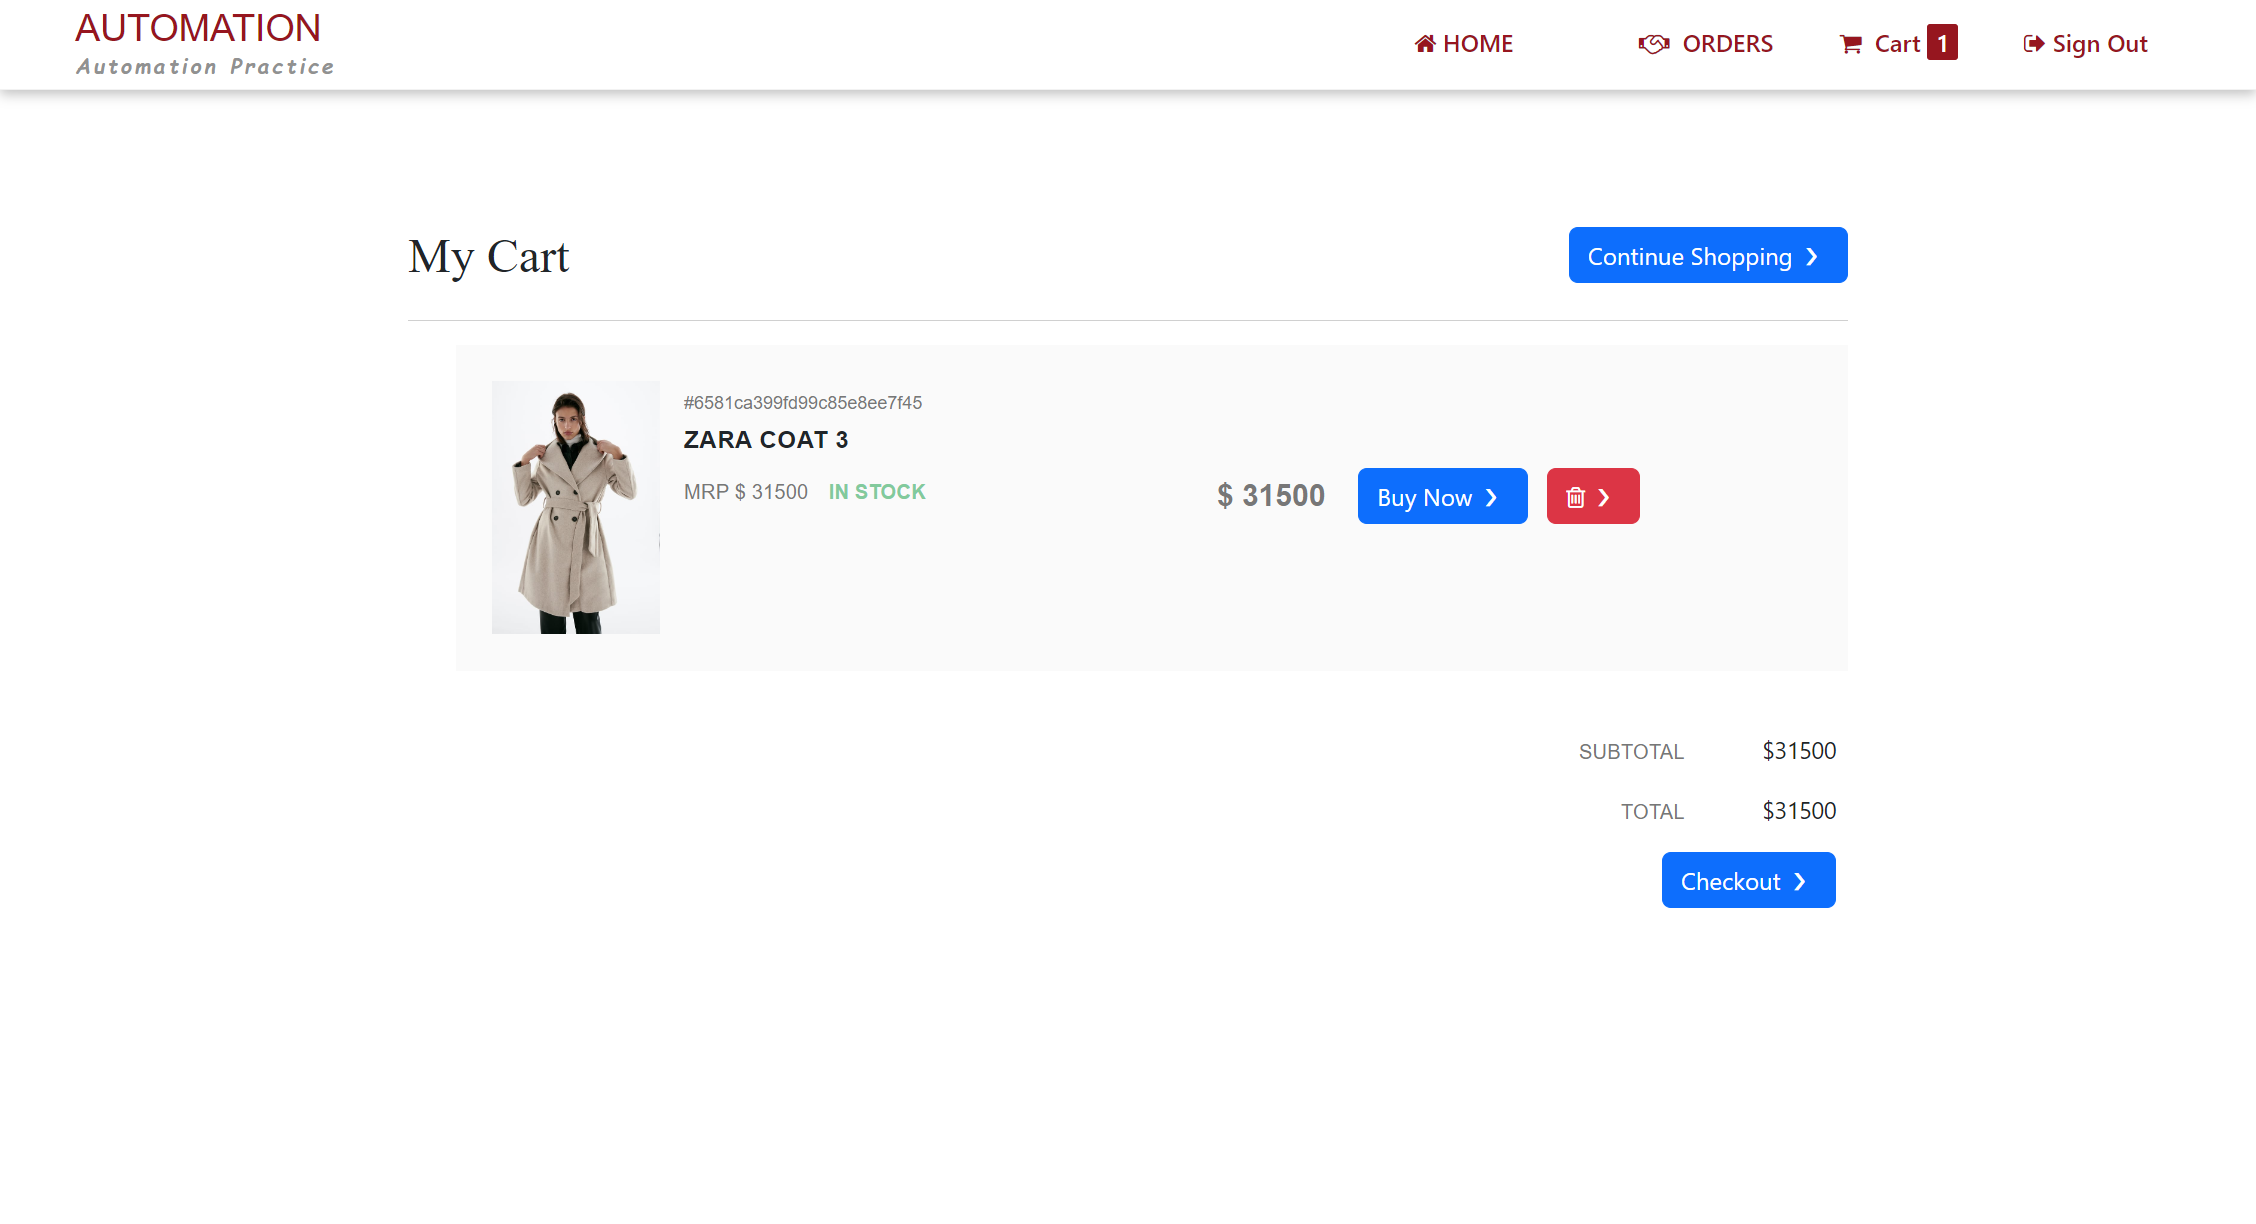 AUTOMATION
Automation Practice
HOME
ORDERS
Cart 1
Sign Out
My Cart
Continue Shopping ❯
#6581ca399fd99c85e8ee7f45
ZARA COAT 3
MRP $ 31500 IN STOCK
$ 31500
Buy Now ❯
❯
SUBTOTAL $31500
TOTAL $31500
Checkout ❯